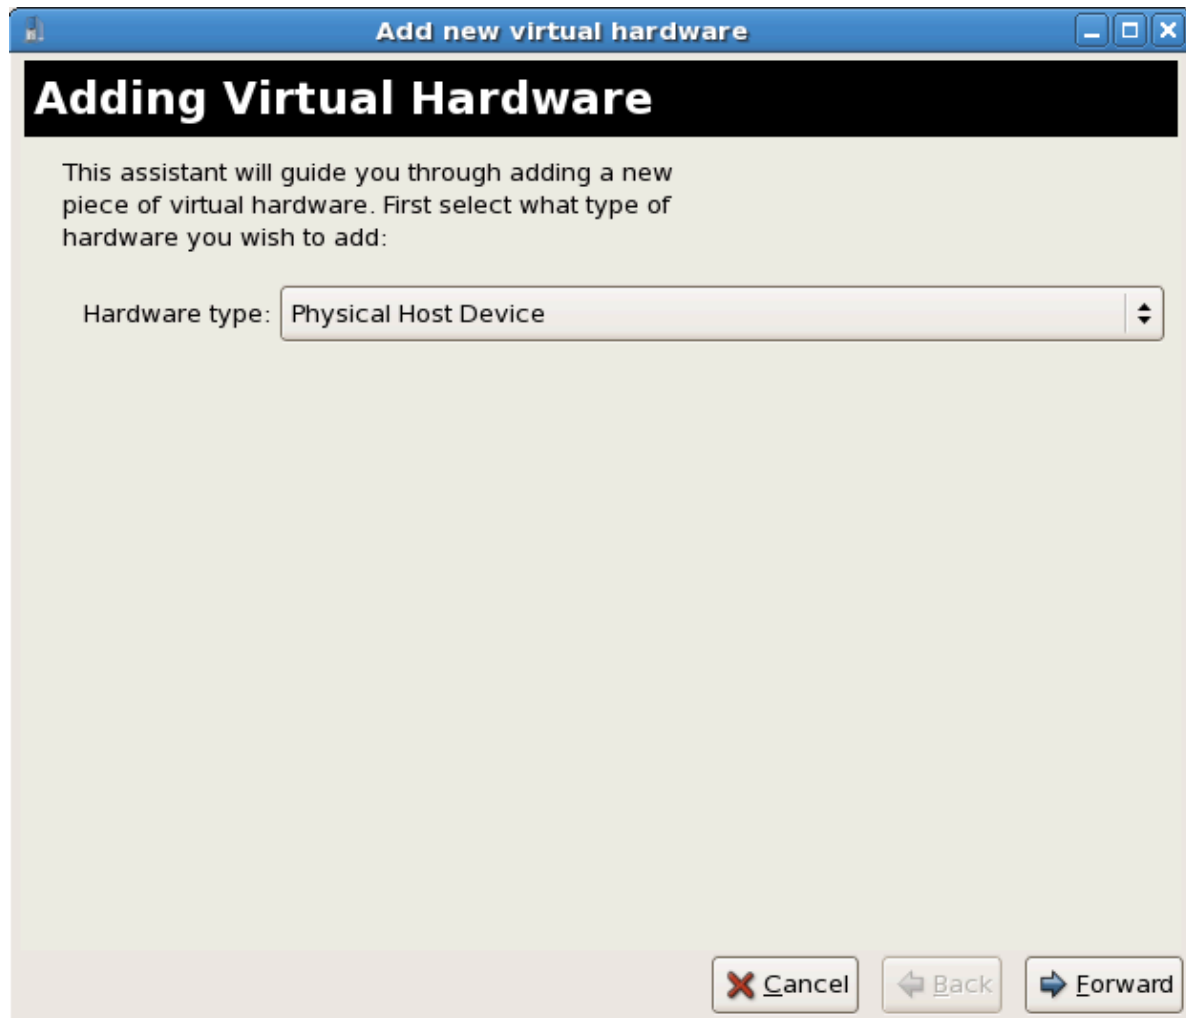 Add new virtual hardware
Adding Virtual Hardware
This assistant will guide you through adding a new
piece of virtual hardware. First select what type of
hardware you wish to add:
Hardware type: Physical Host Device
Cancel Back Forward